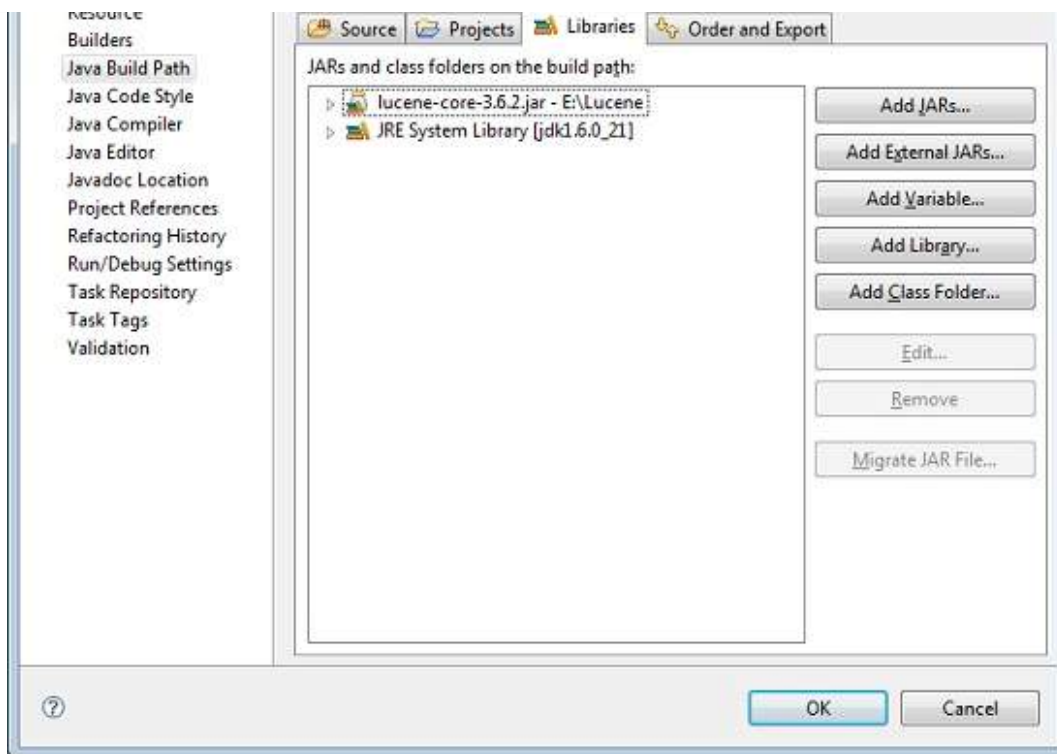 Resource
Builders
Java Build Path
Java Code Style
Java Compiler
Java Editor
Javadoc Location
Project References
Refactoring History
Run/Debug Settings
Task Repository
Task Tags
Validation
Source Projects Libraries Order and Export
JARs and class folders on the build path:
lucene-core-3.6.2.jar - E:\Lucene
JRE System Library [jdk1.6.0_21]
Add JARs...
Add External JARs...
Add Variable...
Add Library...
Add Class Folder...
Edit...
Remove
Migrate JAR File...
?
OK Cancel